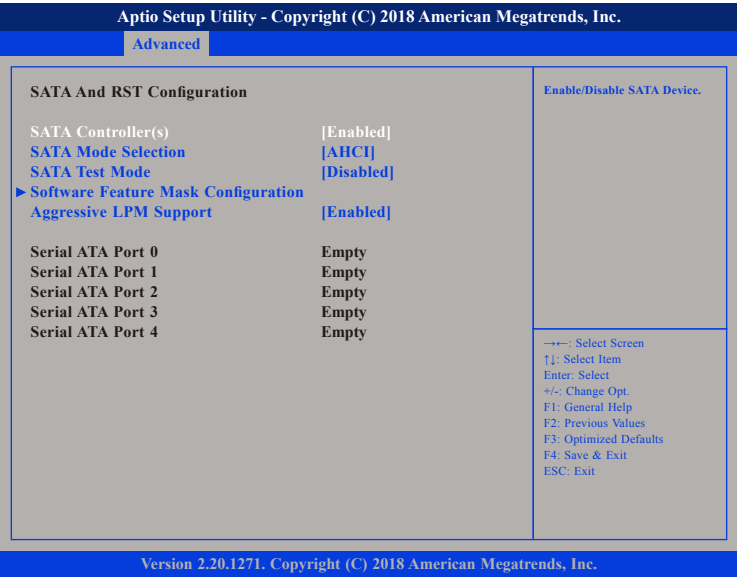 Aptio Setup Utility - Copyright (C) 2018 American Megatrends, Inc.
Advanced
SATA And RST Configuration
SATA Controller(s) [Enabled]
SATA Mode Selection [AHCI]
SATA Test Mode [Disabled]
► Software Feature Mask Configuration
Aggressive LPM Support [Enabled]
Serial ATA Port 0 Empty
Serial ATA Port 1 Empty
Serial ATA Port 2 Empty
Serial ATA Port 3 Empty
Serial ATA Port 4 Empty
Enable/Disable SATA Device.
→←: Select Screen
↑↓: Select Item
Enter: Select
+/-: Change Opt.
F1: General Help
F2: Previous Values
F3: Optimized Defaults
F4: Save & Exit
ESC: Exit
Version 2.20.1271. Copyright (C) 2018 American Megatrends, Inc.